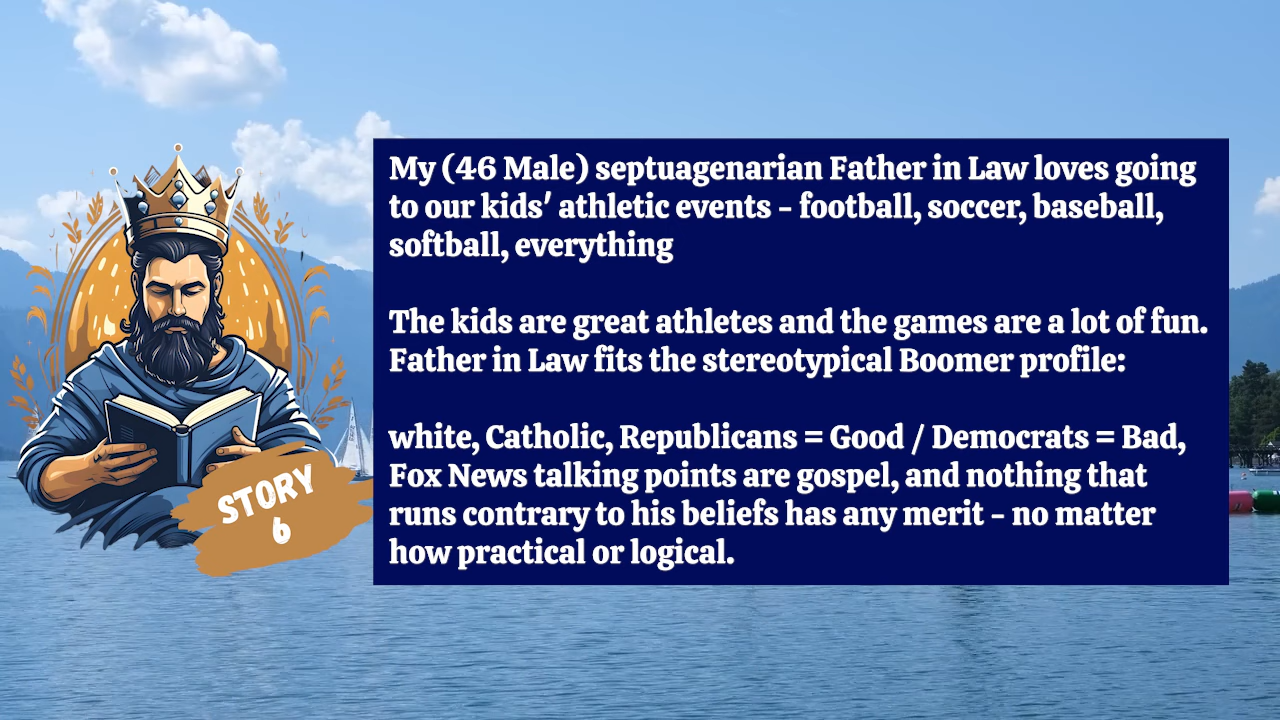 My (46 Male) septuagenarian Father in Law loves going
to our kids' athletic events - football, soccer, baseball,
softball, everything
The kids are great athletes and the games are a lot of fun.
Father in Law fits the stereotypical Boomer profile:
white, Catholic, Republicans = Good / Democrats = Bad,
Fox News talking points are gospel, and nothing that
runs contrary to his beliefs has any merit - no matter
how practical or logical.
STORY
6